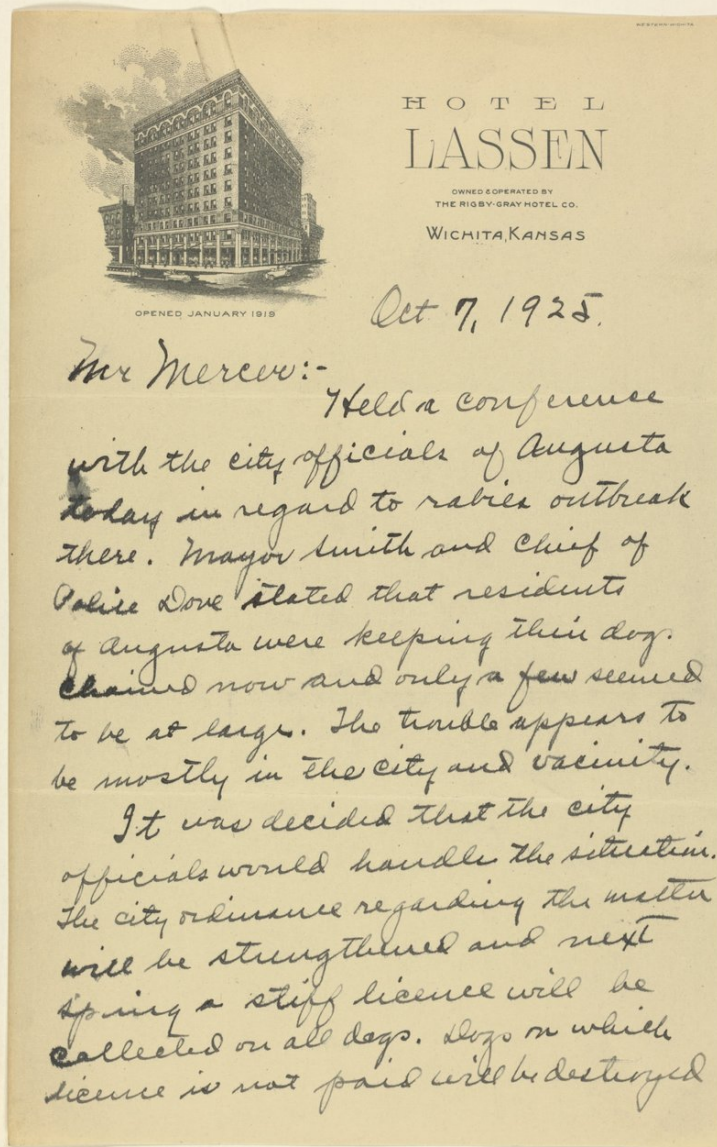 WESTERN-WICHITA
HOTEL
LASSEN
OWNED & OPERATED BY
THE RIGBY-GRAY HOTEL CO.
WICHITA, KANSAS
OPENED JANUARY 1919
Oct 7, 1925.
Mr Mercer:-
Held a conference
with the city officials of Augusta
today in regard to rabies outbreak
there. Mayor Smith and Chief of
Police Dove stated that residents
of Augusta were keeping their dog.
chained now and only a few seemed
to be at large. The trouble appears to
be mostly in the city and vacinity.
It was decided that the city
officials would handle the situation.
The city ordinance regarding the matter
will be strengthened and next
spring a stiff licence will be
collected on all dogs. Dogs on which
licence is not paid will be destroyed